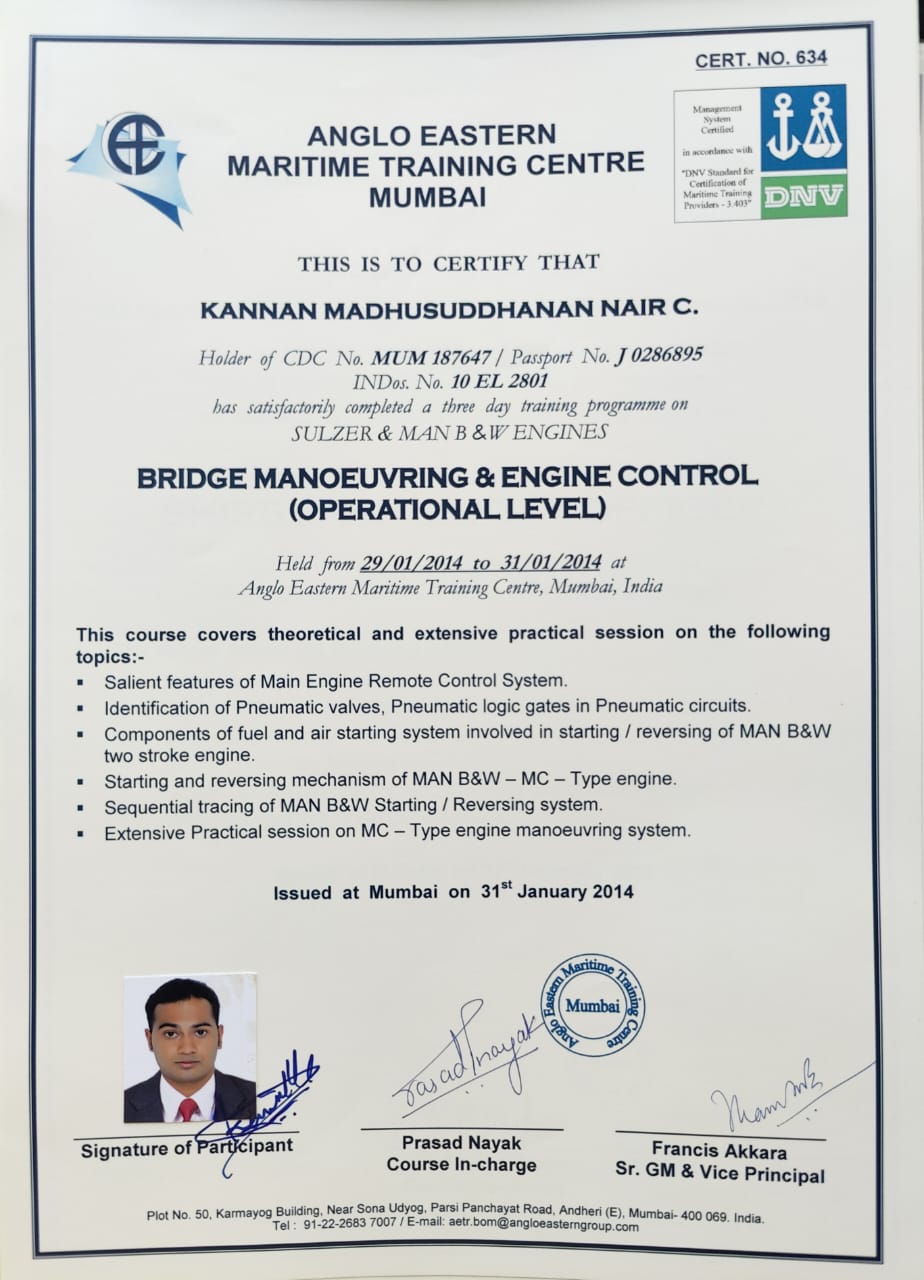 CERT. NO. 634
Management
System
Certified
in accordance with
"DNV Standard for
Certification of
Maritime Training
Providers - 3.403"
DNV
ANGLO EASTERN
MARITIME TRAINING CENTRE
MUMBAI
THIS IS TO CERTIFY THAT
KANNAN MADHUSUDDHANAN NAIR C.
Holder of CDC No. MUM 187647 / Passport No. J 0286895
INDos. No. 10 EL 2801
has satisfactorily completed a three day training programme on
SULZER & MAN B &W ENGINES
BRIDGE MANOEUVRING & ENGINE CONTROL
(OPERATIONAL LEVEL)
Held from 29/01/2014 to 31/01/2014 at
Anglo Eastern Maritime Training Centre, Mumbai, India
This course covers theoretical and extensive practical session on the following
topics:-
▪ Salient features of Main Engine Remote Control System.
▪ Identification of Pneumatic valves, Pneumatic logic gates in Pneumatic circuits.
▪ Components of fuel and air starting system involved in starting / reversing of MAN B&W
two stroke engine.
▪ Starting and reversing mechanism of MAN B&W – MC – Type engine.
▪ Sequential tracing of MAN B&W Starting / Reversing system.
▪ Extensive Practical session on MC – Type engine manoeuvring system.
Issued at Mumbai on 31st January 2014
Anglo Eastern Maritime Training Centre
Mumbai
Signature of Participant
Prasad Nayak
Course In-charge
Francis Akkara
Sr. GM & Vice Principal
Plot No. 50, Karmayog Building, Near Sona Udyog, Parsi Panchayat Road, Andheri (E), Mumbai- 400 069. India.
Tel : 91-22-2683 7007 / E-mail: aetr.bom@angloeasterngroup.com